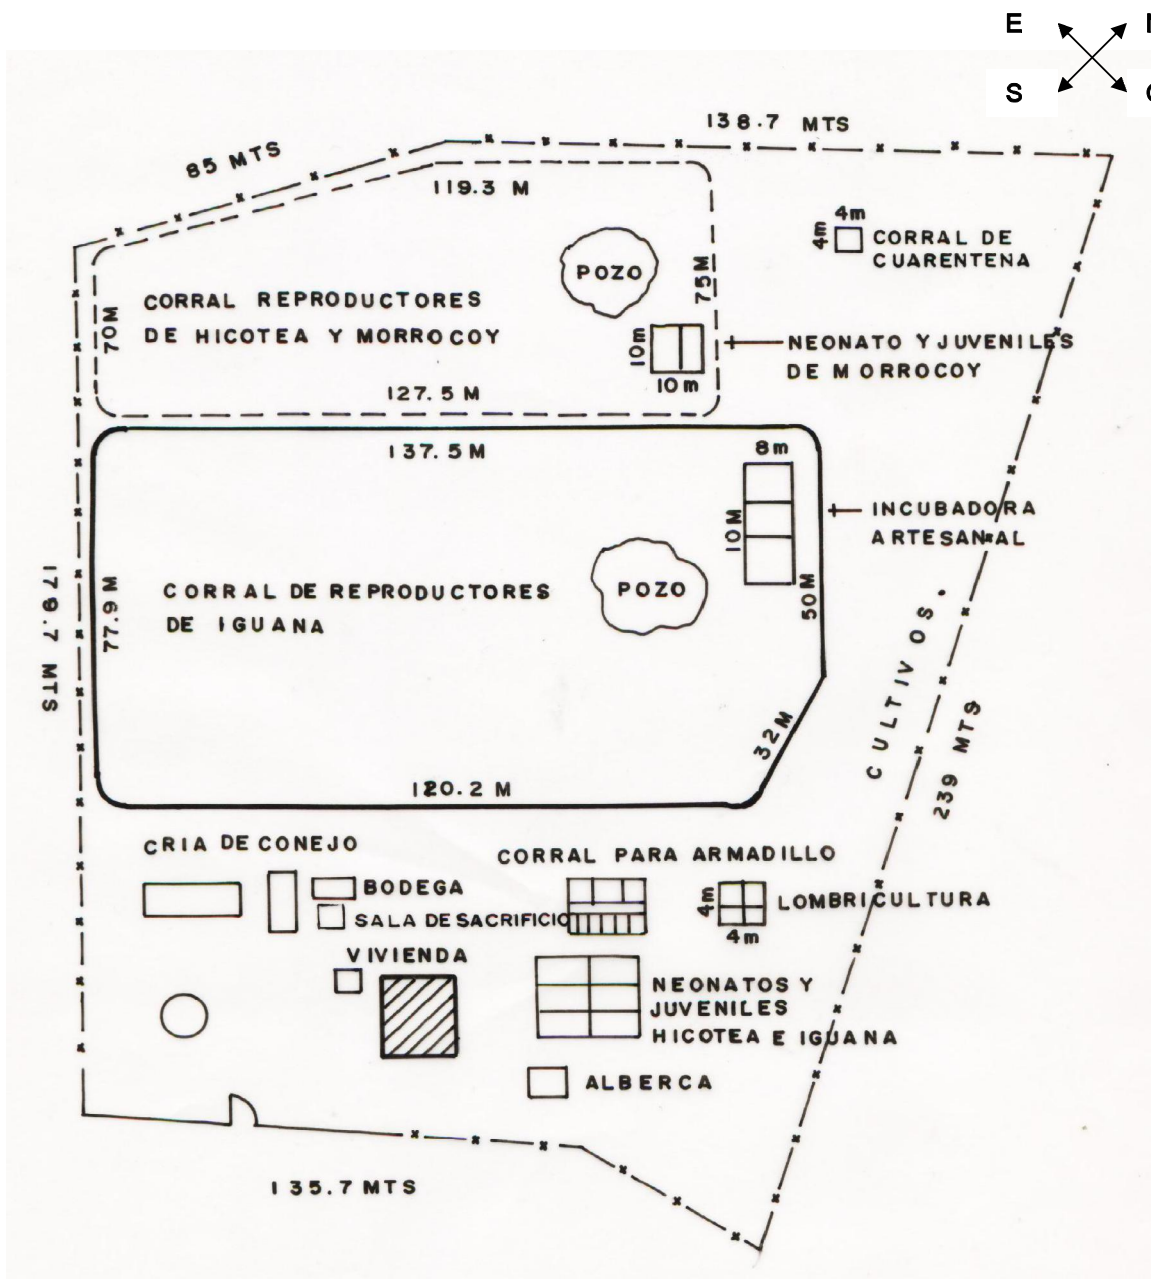 E
S
138.7 MTS
85 MTS
119.3 M
4m
4m
CORRAL DE
CUARENTENA
POZO
75M
CORRAL REPRODUCTORES
DE HICOTEA Y MORROCOY
70M
10m
10m
NEONATO Y JUVENILES
DE MORROCOY
127.5 M
137.5 M
8m
10M
INCUBADORA
ARTESANAL
CORRAL DE REPRODUCTORES
DE IGUANA
POZO
50M
77.9 M
179.7 MTS
CULTIVOS.
239 MTS
32M
120.2 M
CRIA DE CONEJO
CORRAL PARA ARMADILLO
BODEGA
SALA DE SACRIFICIO
4m
4m
LOMBRICULTURA
VIVIENDA
NEONATOS Y
JUVENILES
HICOTEA E IGUANA
ALBERCA
135.7 MTS